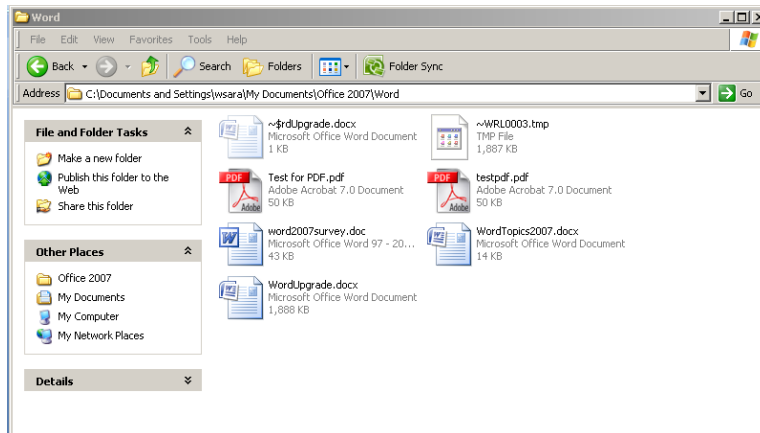 Word
File Edit View Favorites Tools Help
Back Search Folders Folder Sync
Address C:\Documents and Settings\wsara\My Documents\Office 2007\Word Go
File and Folder Tasks
Make a new folder
Publish this folder to the
Web
Share this folder
Other Places
Office 2007
My Documents
My Computer
My Network Places
Details
~$rdUpgrade.docx
Microsoft Office Word Document
1 KB
~WRL0003.tmp
TMP File
1,887 KB
PDF
Adobe
Test for PDF.pdf
Adobe Acrobat 7.0 Document
50 KB
PDF
Adobe
testpdf.pdf
Adobe Acrobat 7.0 Document
50 KB
word2007survey.doc
Microsoft Office Word 97 - 20...
43 KB
WordTopics2007.docx
Microsoft Office Word Document
14 KB
WordUpgrade.docx
Microsoft Office Word Document
1,888 KB